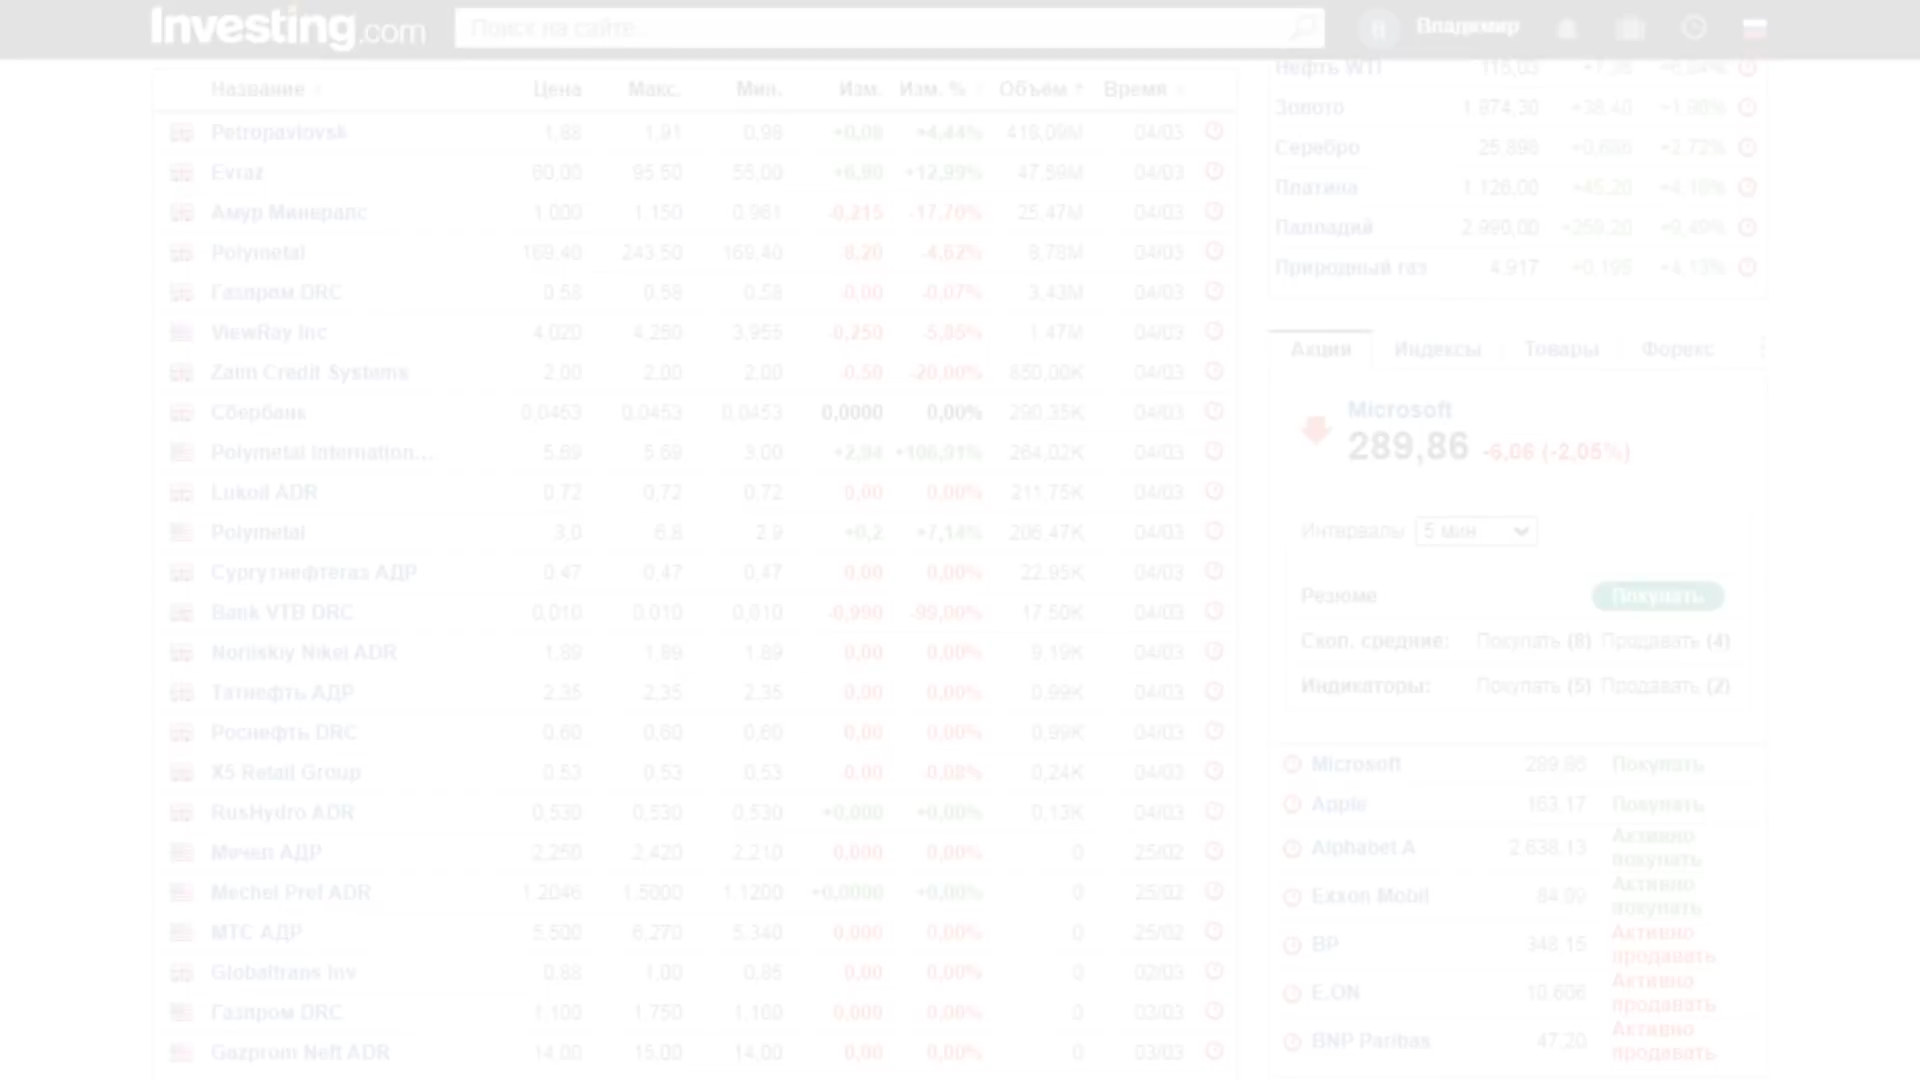 Investing.com
Поиск на сайте...
Владимир
Название Цена Макс. Мин. Изм. Изм. % Объём Время
Petropavlovsk 1,88 1,91 0,98 +0,08 +4,44% 416,09M 04/03
Evraz 60,00 95,50 55,00 +6,90 +12,99% 47,59M 04/03
Амур Минералс 1,000 1,150 0,961 -0,215 -17,70% 25,47M 04/03
Polymetal 169,40 243,50 169,40 8,20 -4,62% 8,78M 04/03
Газпром DRC 0,58 0,58 0,58 -0,00 -0,07% 3,43M 04/03
ViewRay Inc 4,020 4,250 3,955 -0,250 -5,85% 1,47M 04/03
Zaim Credit Systems 2,00 2,00 2,00 -0,50 -20,00% 850,00K 04/03
Сбербанк 0,0453 0,0453 0,0453 0,0000 0,00% 290,35K 04/03
Polymetal Internation... 5,69 5,69 3,00 +2,94 +106,91% 264,02K 04/03
Lukoil ADR 0,72 0,72 0,72 0,00 0,00% 211,75K 04/03
Polymetal 3,0 6,8 2,9 +0,2 +7,14% 206,47K 04/03
Сургутнефтегаз АДР 0,47 0,47 0,47 0,00 0,00% 22,95K 04/03
Bank VTB DRC 0,010 0,010 0,010 -0,990 -99,00% 17,50K 04/03
Norilskiy Nikel ADR 1,89 1,89 1,89 0,00 0,00% 9,19K 04/03
Татнефть АДР 2,35 2,35 2,35 0,00 0,00% 0,99K 04/03
Роснефть DRC 0,60 0,60 0,60 0,00 0,00% 0,99K 04/03
X5 Retail Group 0,53 0,53 0,53 0,00 -0,08% 0,24K 04/03
RusHydro ADR 0,530 0,530 0,530 +0,000 +0,00% 0,13K 04/03
Мечел АДР 2,250 2,420 2,210 0,000 0,00% 0 25/02
Mechel Pref ADR 1,2046 1,5000 1,1200 +0,0000 +0,00% 0 25/02
МТС АДР 5,500 6,270 5,340 0,000 0,00% 0 25/02
Globaltrans Inv 0,88 1,00 0,85 0,00 0,00% 0 02/03
Газпром DRC 1,100 1,750 1,100 0,000 0,00% 0 03/03
Gazprom Neft ADR 14,00 15,00 14,00 0,00 0,00% 0 03/03
Нефть WTI
Золото 1.974,30 +38,40 +1,98%
Серебро 25,898 +2,72%
Платина 1.126,00 +45,20 +4,18%
Палладий 2.990,00 +259,20 +9,49%
Природный газ 4,917 +0,195 +4,13%
Акции Индексы Товары Форекс
Microsoft
289,86 -6,06 (-2,05%)
Интервалы 5 мин
Резюме Покупать
Скол. средние: Покупать (8) Продавать (4)
Индикаторы: Покупать (5) Продавать (2)
Microsoft 289,86 Покупать
Apple 163,17 Покупать
Alphabet A 2.638,13 Активно покупать
Exxon Mobil 84,09 Активно покупать
BP 348,15 Активно продавать
E.ON 10,606 Активно продавать
BNP Paribas 47,20 Активно продавать